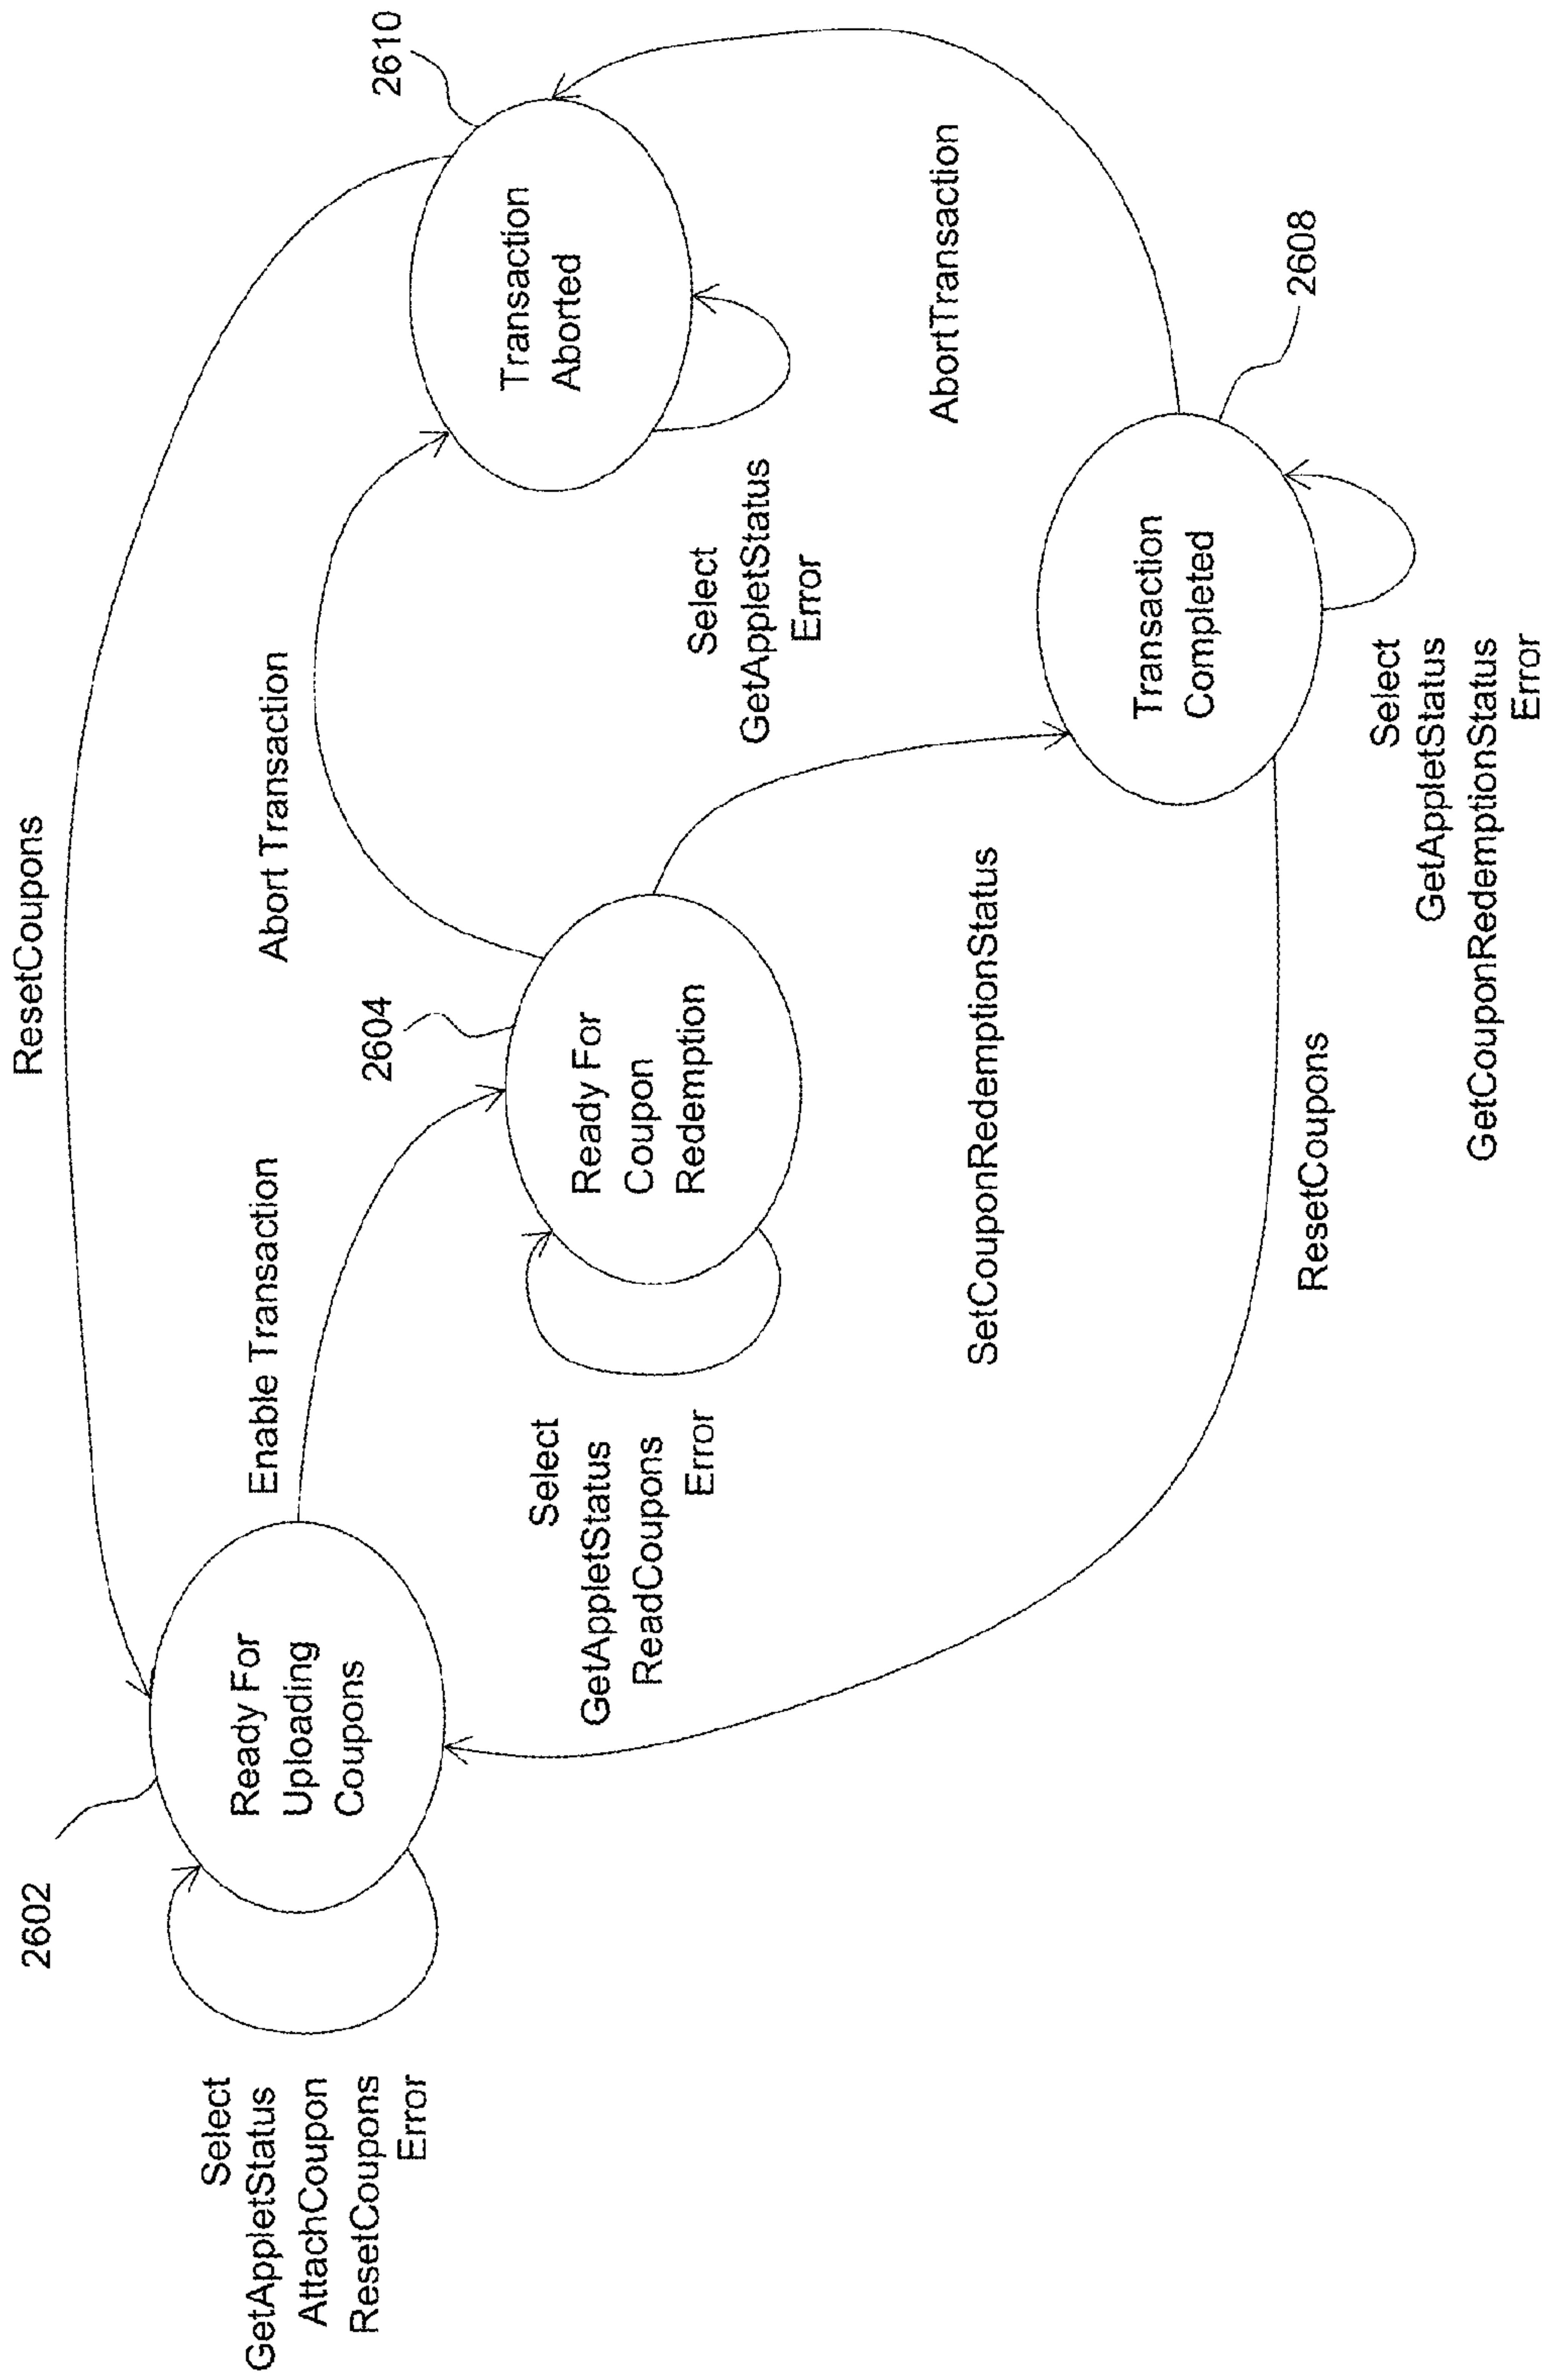 ResetCoupons
2602
Enable Transaction
Abort Transaction
2610
Ready For
Uploading
Coupons
2604
Transaction
Aborted
Select
GetAppletStatus
AttachCoupon
ResetCoupons
Error
Ready For
Coupon
Redemption
Select
GetAppletStatus
ReadCoupons
Error
Select
GetAppletStatus
Error
AbortTransaction
SetCouponRedemptionStatus
Transaction
Completed
2608
ResetCoupons
Select
GetAppletStatus
GetCouponRedemptionStatus
Error